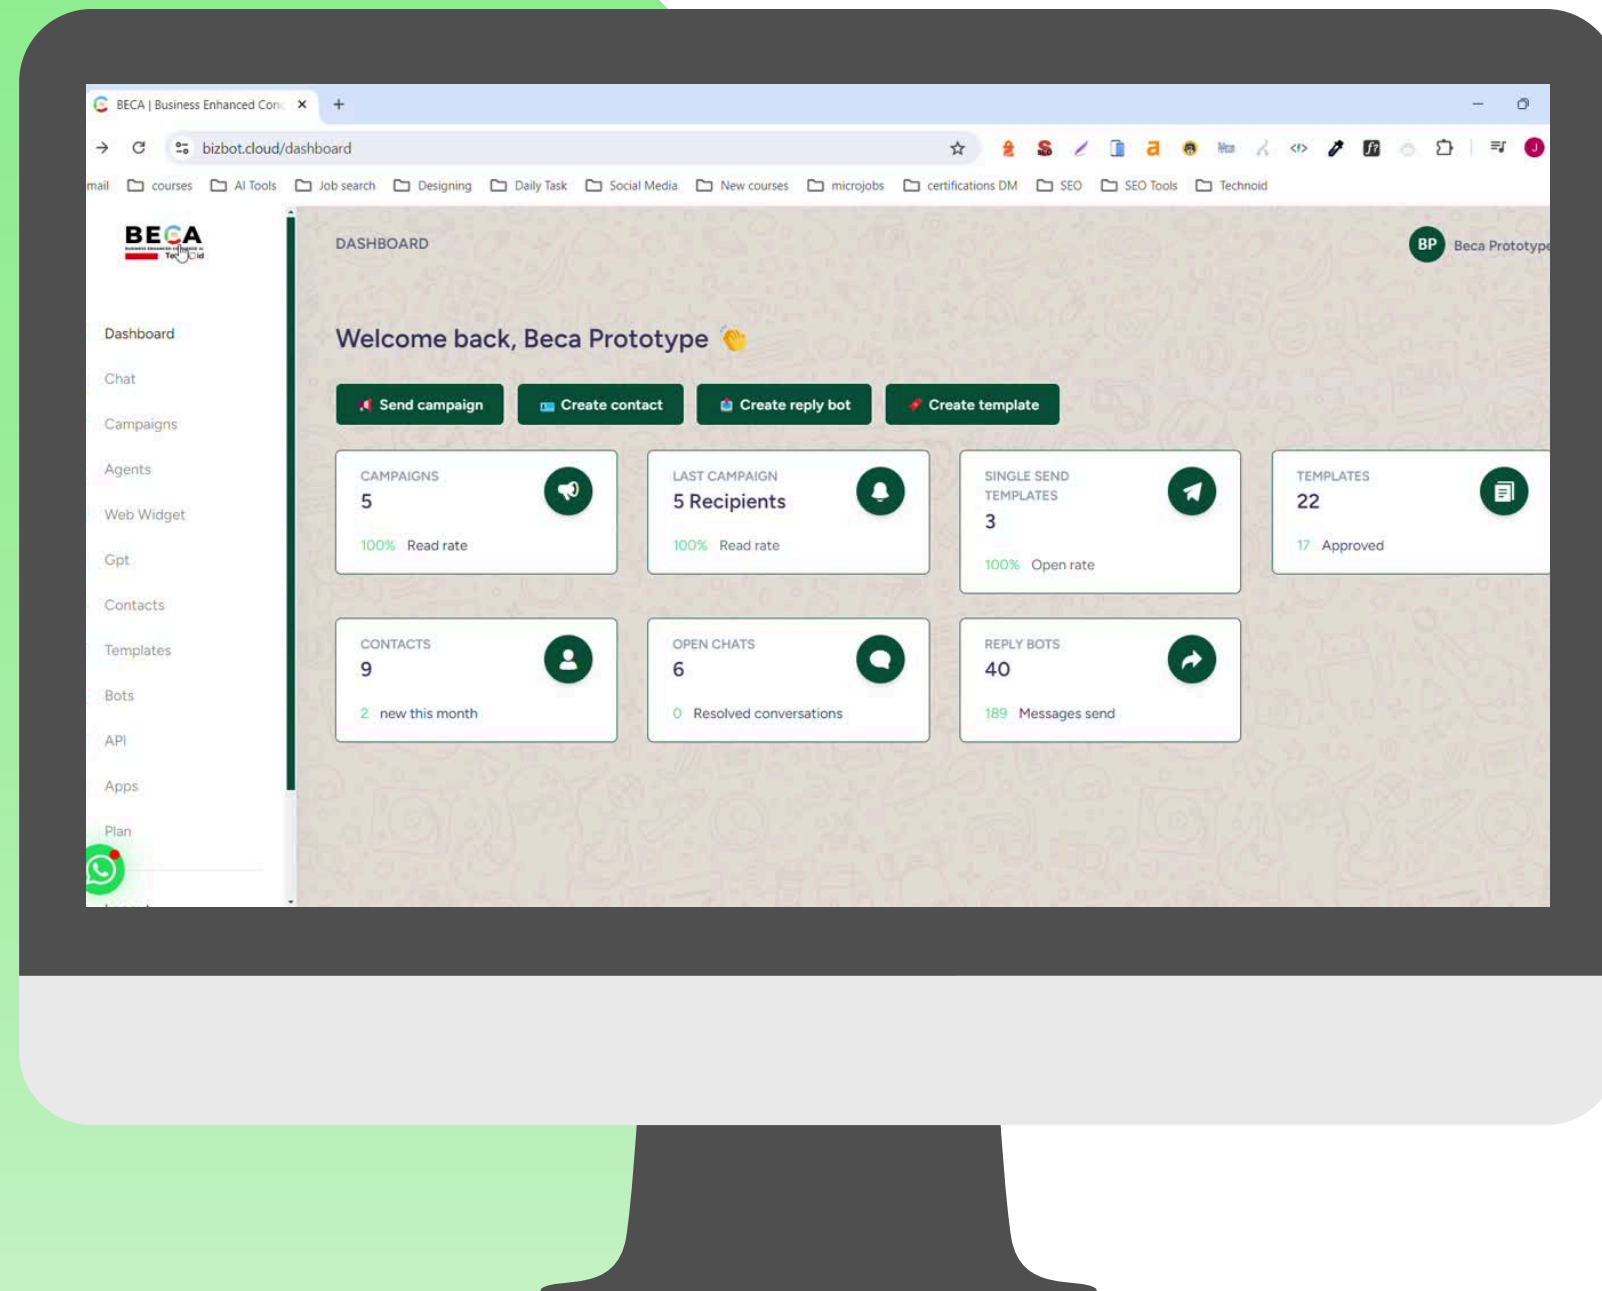 BECA | Business Enhanced Con
bizbot.cloud/dashboard
mail courses AI Tools Job search Designing Daily Task Social Media New courses microjobs certifications DM SEO SEO Tools Technoid
BECA
DASHBOARD
BP Beca Prototype
Dashboard
Chat
Campaigns
Agents
Web Widget
Gpt
Contacts
Templates
Bots
API
Apps
Plan
Welcome back, Beca Prototype
Send campaign
Create contact
Create reply bot
Create template
CAMPAIGNS
5
100% Read rate
LAST CAMPAIGN
5 Recipients
100% Read rate
SINGLE SEND
TEMPLATES
3
100% Open rate
TEMPLATES
22
17 Approved
CONTACTS
9
2 new this month
OPEN CHATS
6
0 Resolved conversations
REPLY BOTS
40
189 Messages send